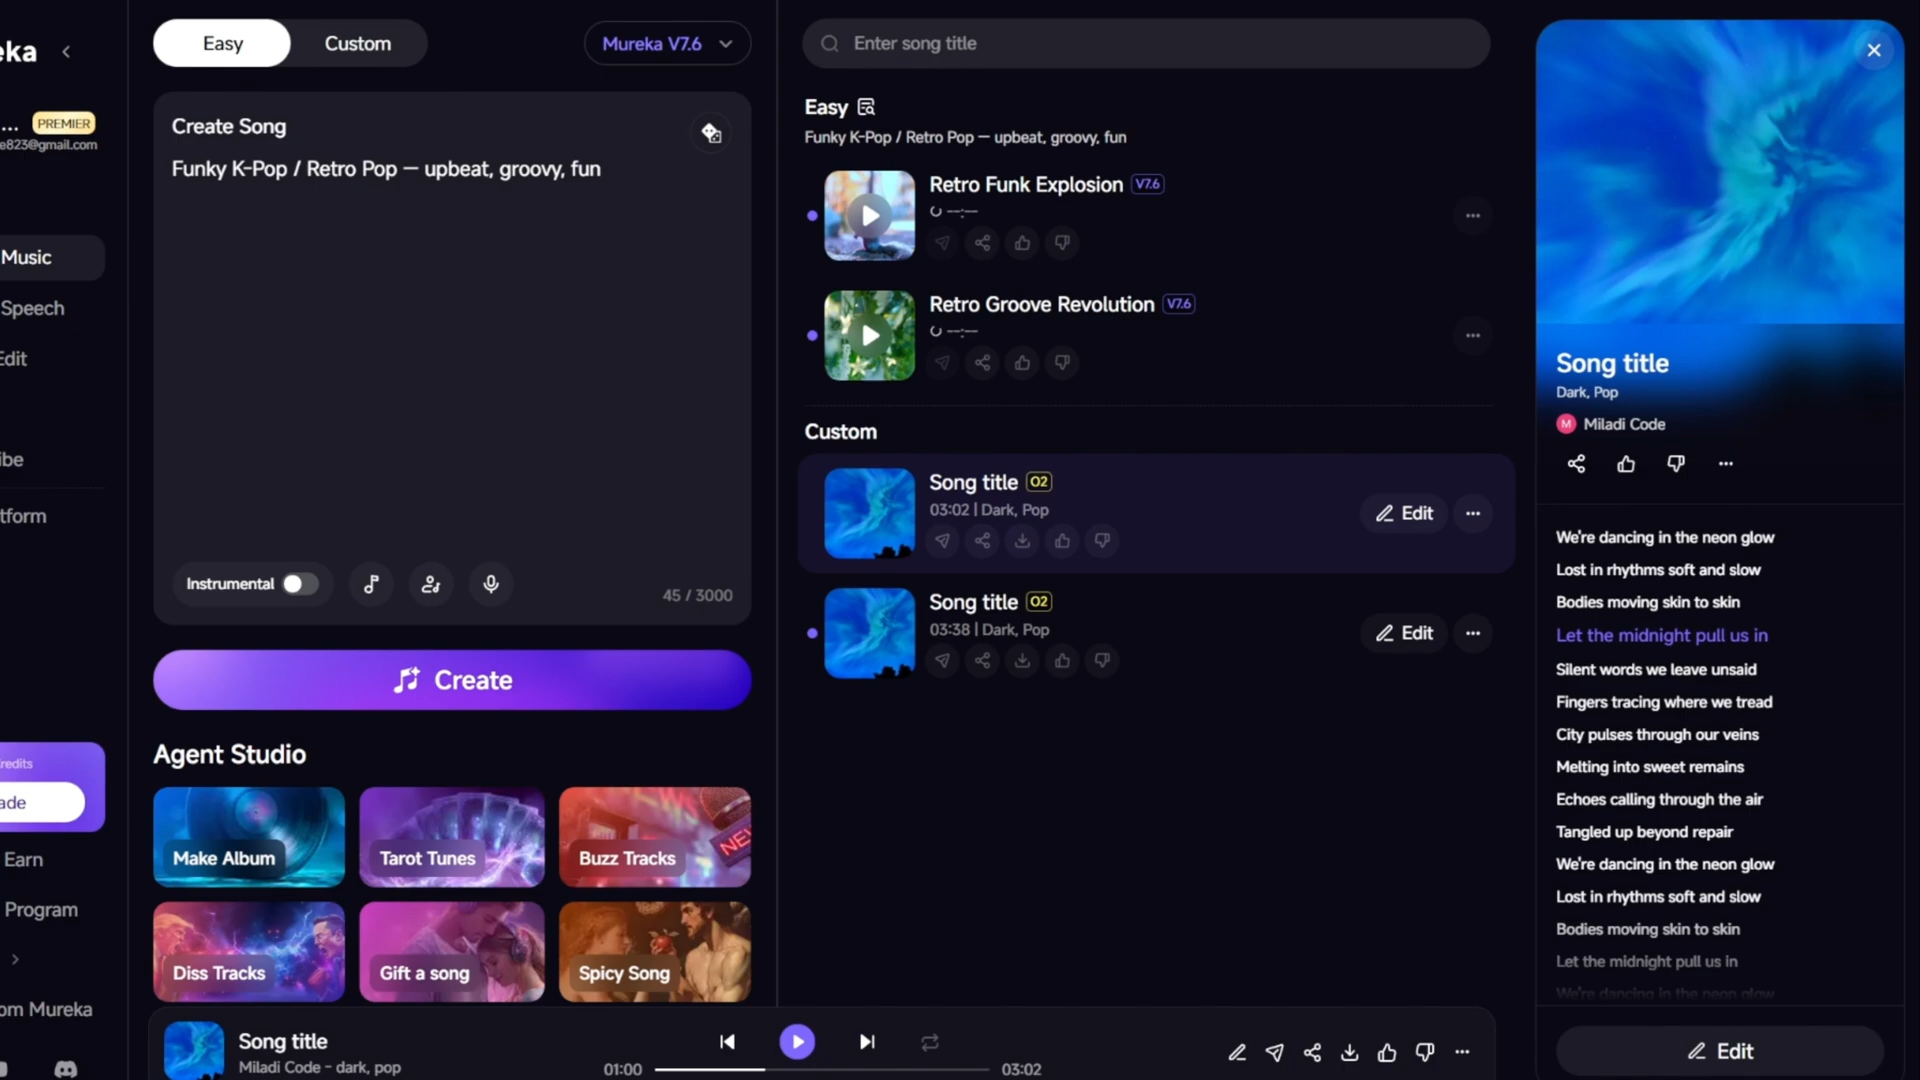 eka
... PREMIER
e823@gmail.com
Music
Speech
Edit
ibe
tform
redits
ade
Earn
Program
om Mureka
Easy
Custom
Mureka V7.6
Create Song
Funky K-Pop / Retro Pop — upbeat, groovy, fun
Instrumental
45 / 3000
Create
Agent Studio
Make Album
Tarot Tunes
Buzz Tracks
NEW
Diss Tracks
Gift a song
Spicy Song
Enter song title
Easy
Funky K-Pop / Retro Pop — upbeat, groovy, fun
Retro Funk Explosion V7.6
--:--
Retro Groove Revolution V7.6
--:--
Custom
Song title O2
03:02 | Dark, Pop
Edit
Song title O2
03:38 | Dark, Pop
Edit
Song title
Dark, Pop
M Miladi Code
We're dancing in the neon glow
Lost in rhythms soft and slow
Bodies moving skin to skin
Let the midnight pull us in
Silent words we leave unsaid
Fingers tracing where we tread
City pulses through our veins
Melting into sweet remains
Echoes calling through the air
Tangled up beyond repair
We're dancing in the neon glow
Lost in rhythms soft and slow
Bodies moving skin to skin
Let the midnight pull us in
We're dancing in the neon glow
Edit
Song title
Miladi Code - dark, pop
01:00
03:02